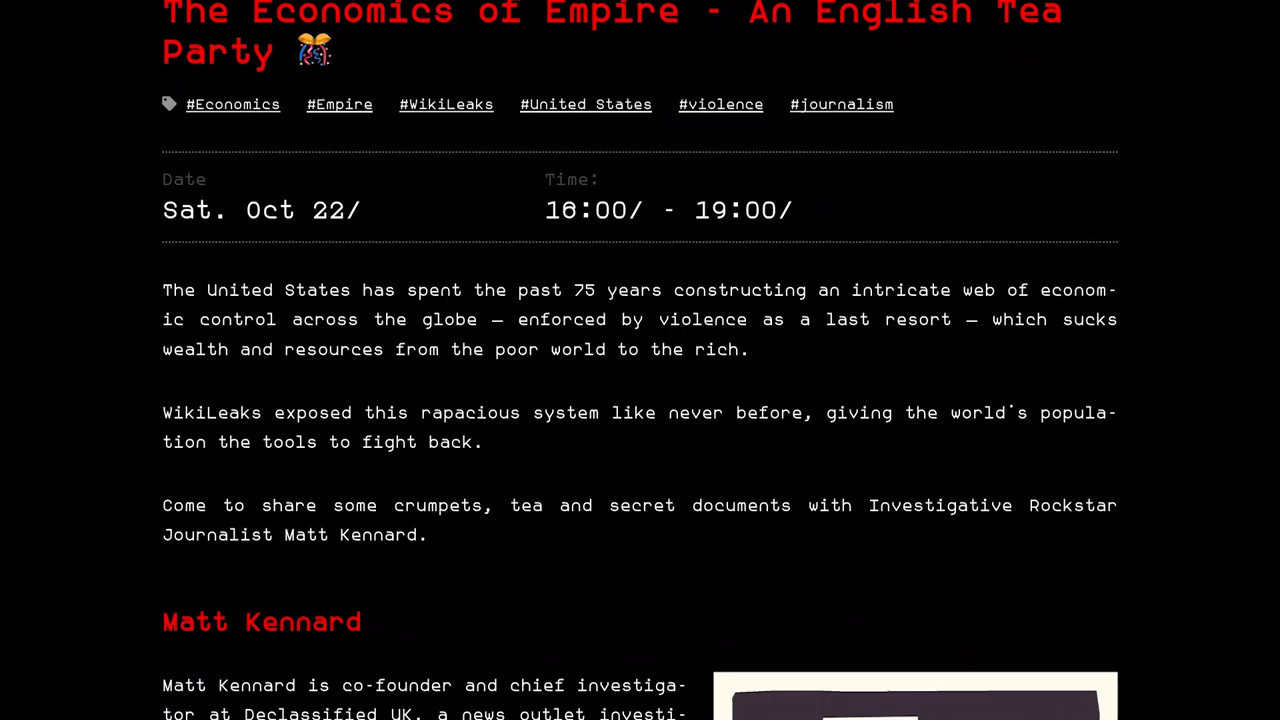 The Economics of Empire - An English Tea
Party 🎊
#Economics #Empire #WikiLeaks #United States #violence #journalism
Date Time:
Sat. Oct 22/ 16:00/ - 19:00/
The United States has spent the past 75 years constructing an intricate web of econom-
ic control across the globe — enforced by violence as a last resort — which sucks
wealth and resources from the poor world to the rich.
WikiLeaks exposed this rapacious system like never before, giving the world's popula-
tion the tools to fight back.
Come to share some crumpets, tea and secret documents with Investigative Rockstar
Journalist Matt Kennard.
Matt Kennard
Matt Kennard is co-founder and chief investiga-
tor at Declassified UK, a news outlet investi-